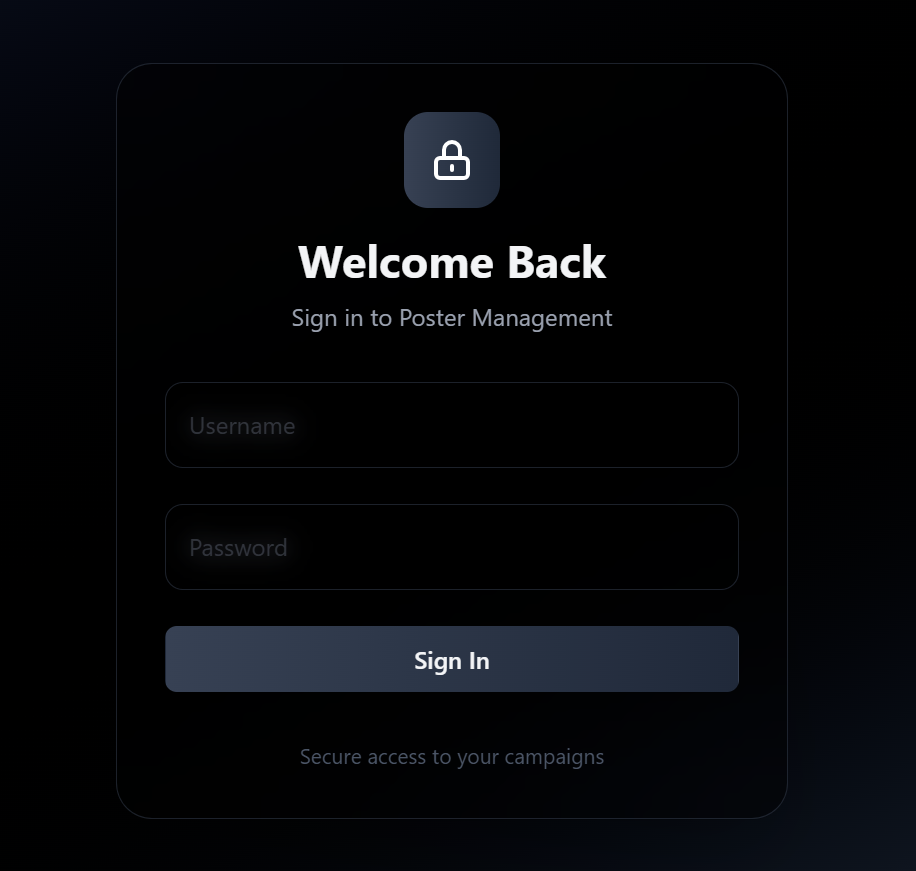 Welcome Back
Sign in to Poster Management
Username
Password
Sign In
Secure access to your campaigns